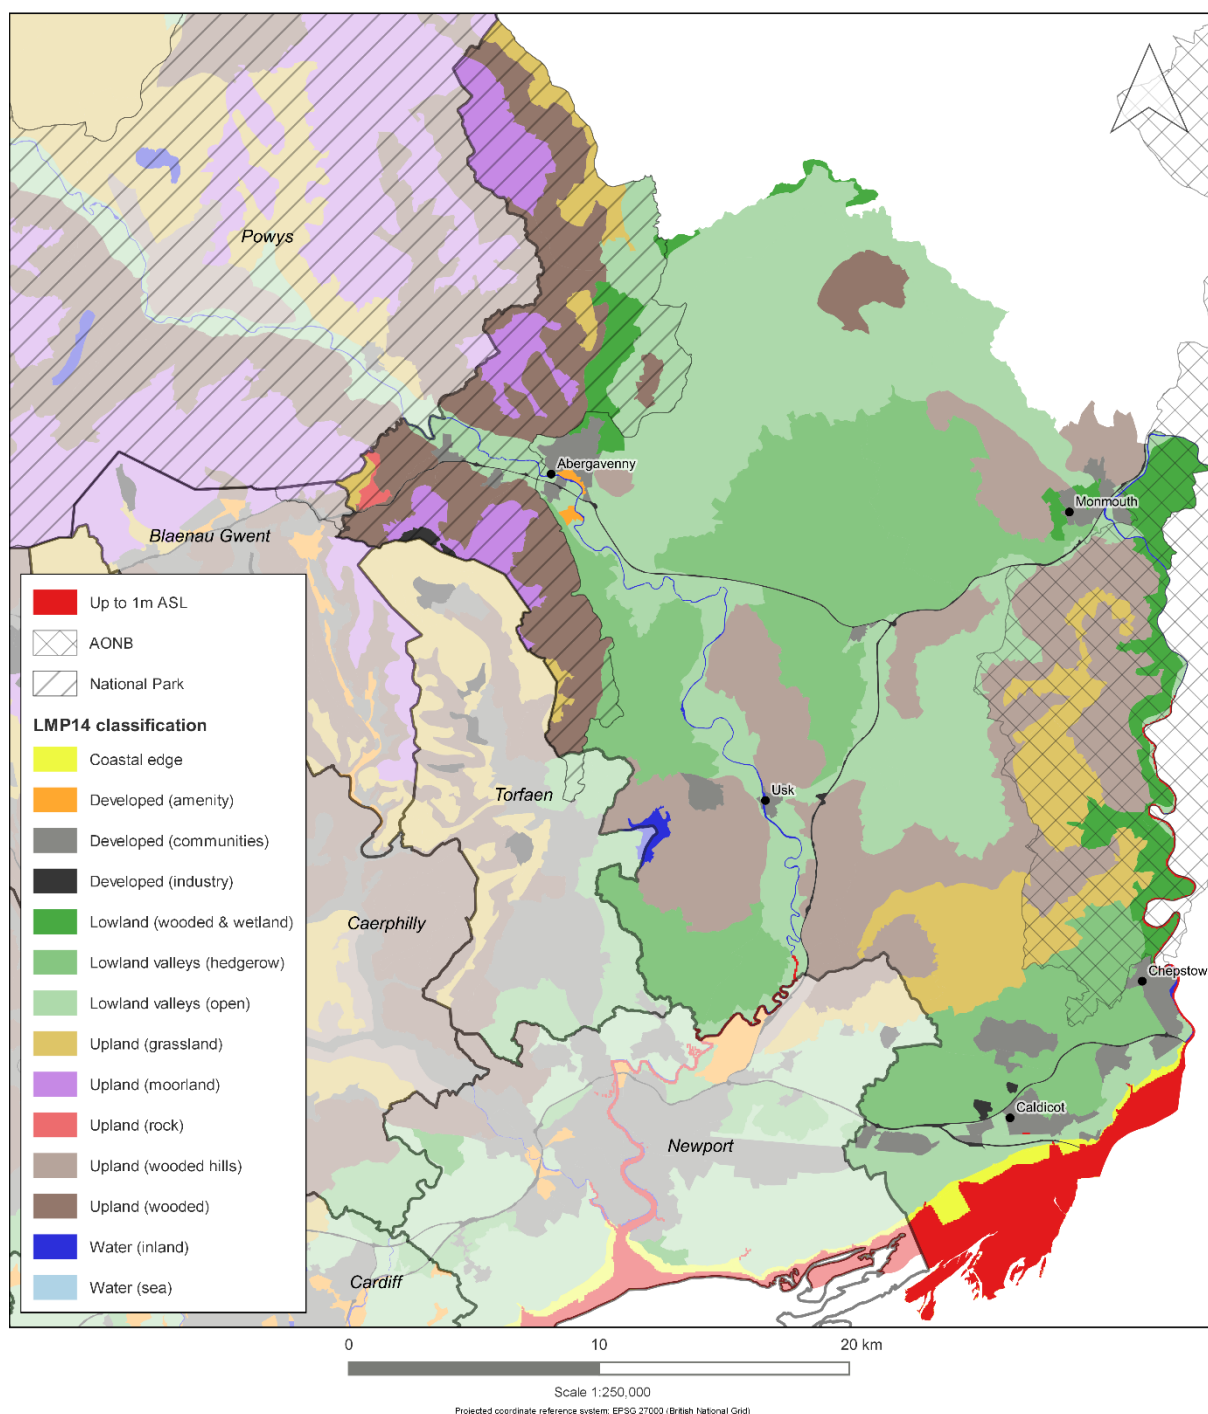 Powys
Abergavenny
Monmouth
Blaenau Gwent
Up to 1m ASL
AONB
National Park
LMP14 classification
Coastal edge
Developed (amenity)
Developed (communities)
Developed (industry)
Lowland (wooded & wetland)
Lowland valleys (hedgerow)
Lowland valleys (open)
Upland (grassland)
Upland (moorland)
Upland (rock)
Upland (wooded hills)
Upland (wooded)
Water (inland)
Water (sea)
Torfaen
Usk
Caerphilly
Chepstow
Caldicot
Newport
Cardiff
0 10 20 km
Scale 1:250,000
Projected coordinate reference system: EPSG 27000 (British National Grid)